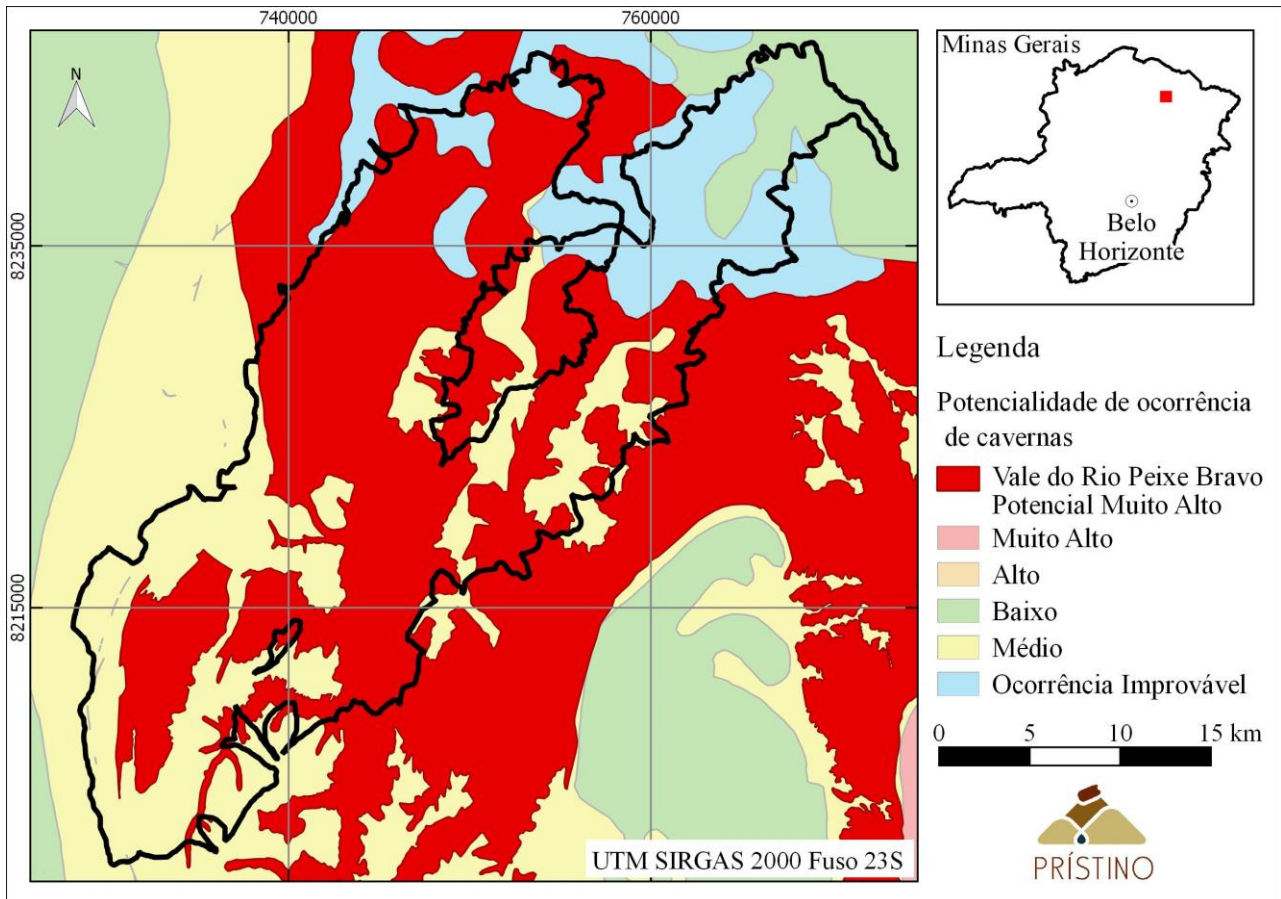 740000
760000
N
8235000
8215000
UTM SIRGAS 2000 Fuso 23S
Minas Gerais
Belo
Horizonte
Legenda
Potencialidade de ocorrência
de cavernas
Vale do Rio Peixe Bravo
Potencial Muito Alto
Muito Alto
Alto
Baixo
Médio
Ocorrência Improvável
0 5 10 15 km
PRÍSTINO